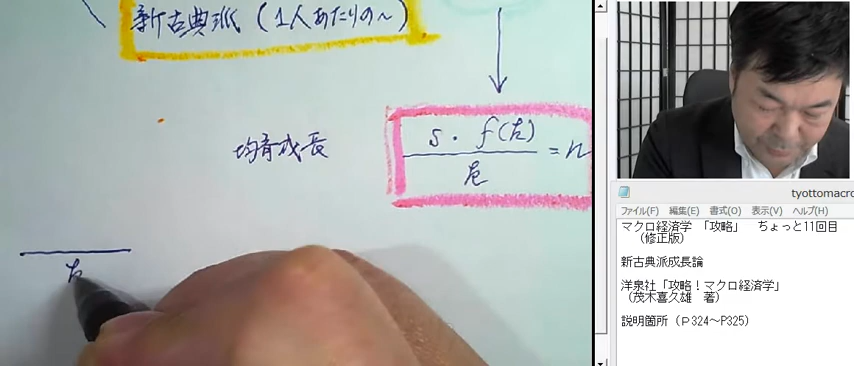 新古典派（1人あたりの〜）
均斉成長
s・f(k)
k
=n
k
tyottomacro
ファイル(F) 編集(E) 書式(O) 表示(V) ヘルプ(H)
マクロ経済学 「攻略」 ちょっと11回目
（修正版）
新古典派成長論
洋泉社「攻略！マクロ経済学」
（茂木喜久雄 著）
説明箇所（P324～P325）